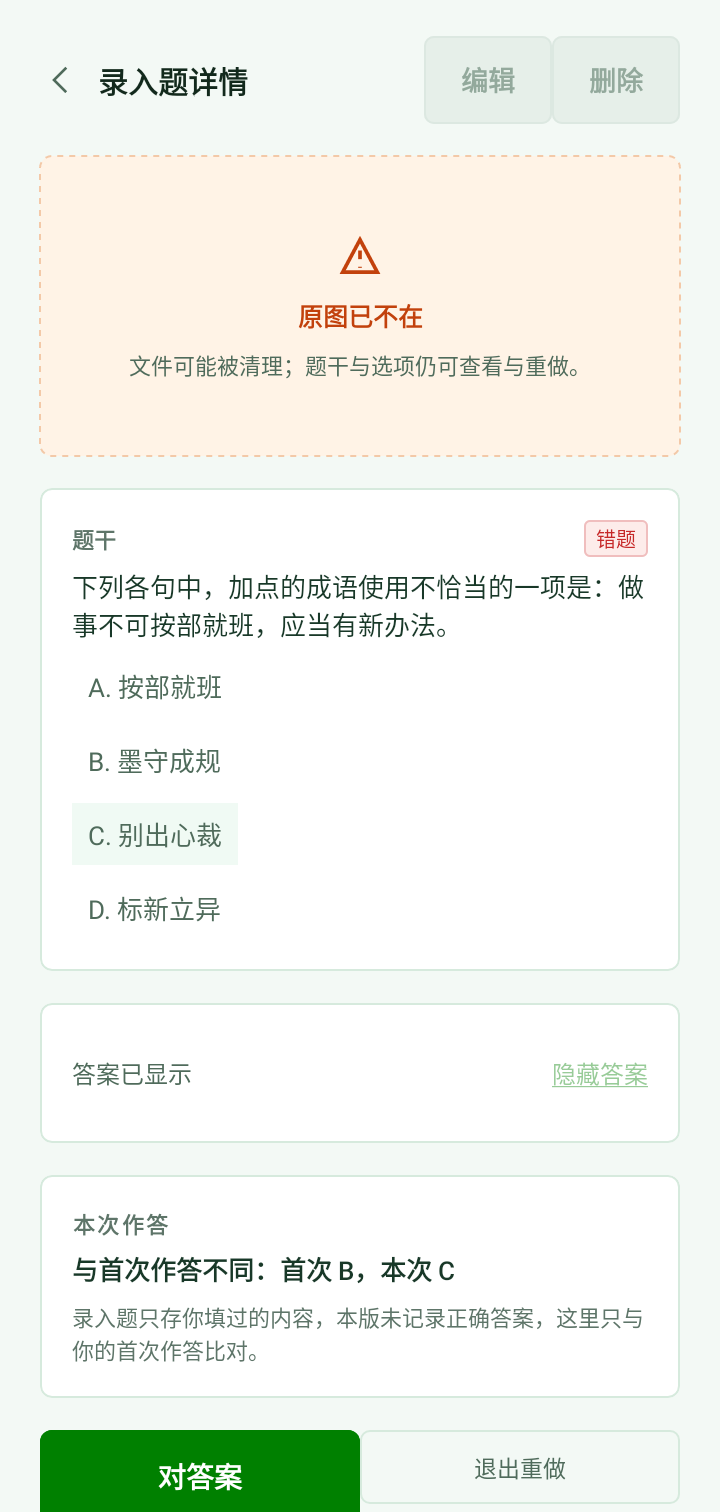 录入题详情
编辑
删除
原图已不在
文件可能被清理；题干与选项仍可查看与重做。
题干
错题
下列各句中，加点的成语使用不恰当的一项是：做
事不可按部就班，应当有新办法。
A. 按部就班
B. 墨守成规
C. 别出心裁
D. 标新立异
答案已显示
隐藏答案
本次作答
与首次作答不同：首次 B，本次 C
录入题只存你填过的内容，本版未记录正确答案，这里只与
你的首次作答比对。
对答案
退出重做